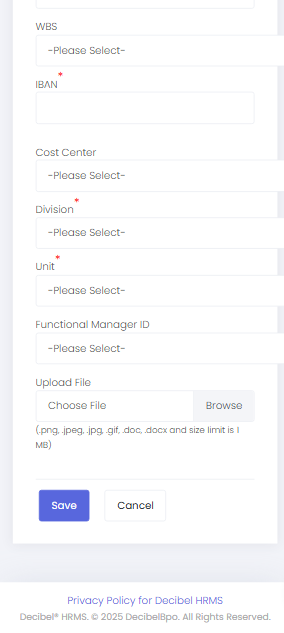 WBS
-Please Select-
IBAN*
Cost Center
-Please Select-
Division*
-Please Select-
Unit*
-Please Select-
Functional Manager ID
-Please Select-
Upload File
Choose File Browse
(.png, .jpeg, .jpg, .gif, .doc, .docx and size limit is 1
MB)
Save Cancel
Privacy Policy for Decibel HRMS
Decibel® HRMS. © 2025 DecibelBpo. All Rights Reserved.